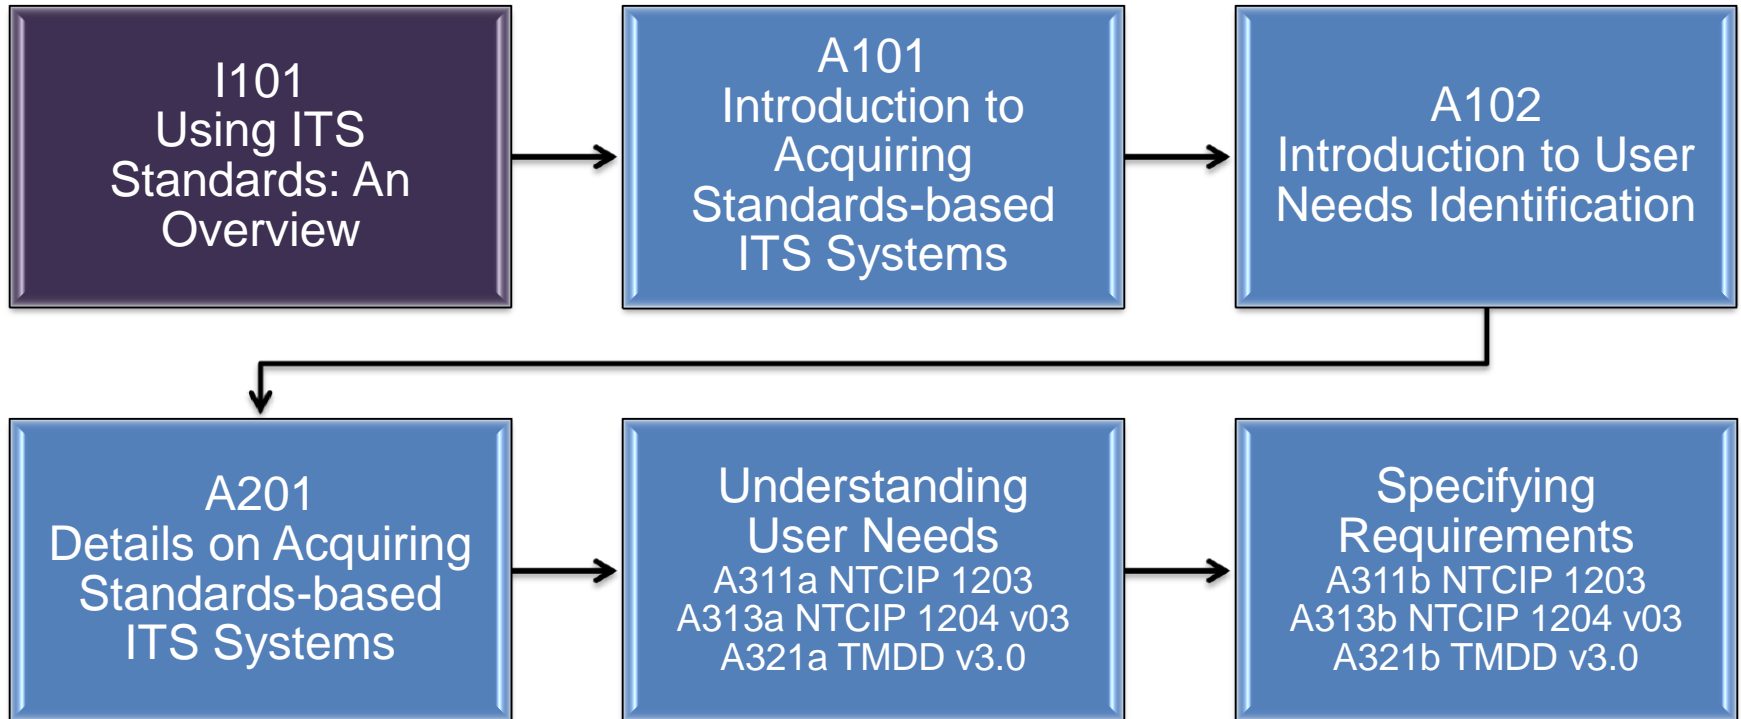 I101
Using ITS
Standards: An
Overview
A101
Introduction to
Acquiring
Standards-based
ITS Systems
A102
Introduction to User
Needs Identification
A201
Details on Acquiring
Standards-based
ITS Systems
Understanding
User Needs
A311a NTCIP 1203
A313a NTCIP 1204 v03
A321a TMDD v3.0
Specifying
Requirements
A311b NTCIP 1203
A313b NTCIP 1204 v03
A321b TMDD v3.0